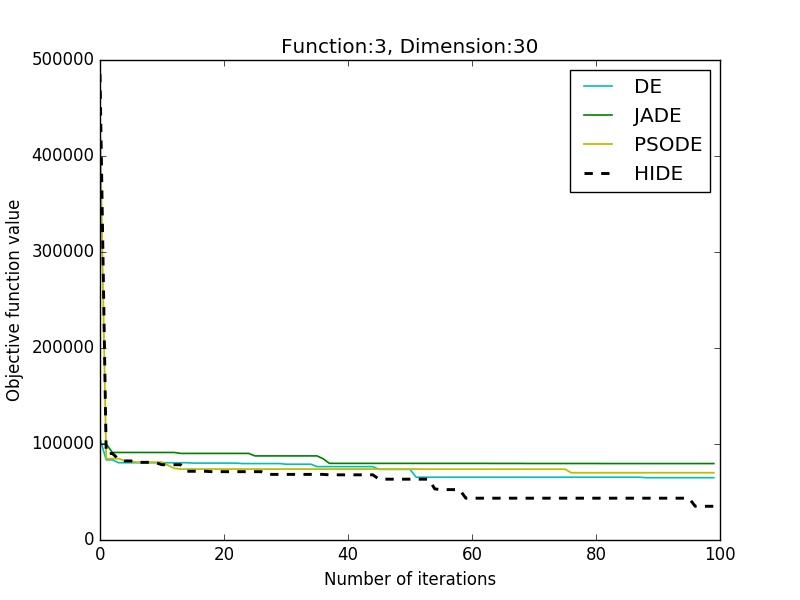 Function:3, Dimension:30
500000
400000
300000
200000
100000
0
Objective function value
DE
JADE
PSODE
HIDE
0 20 40 60 80 100
Number of iterations